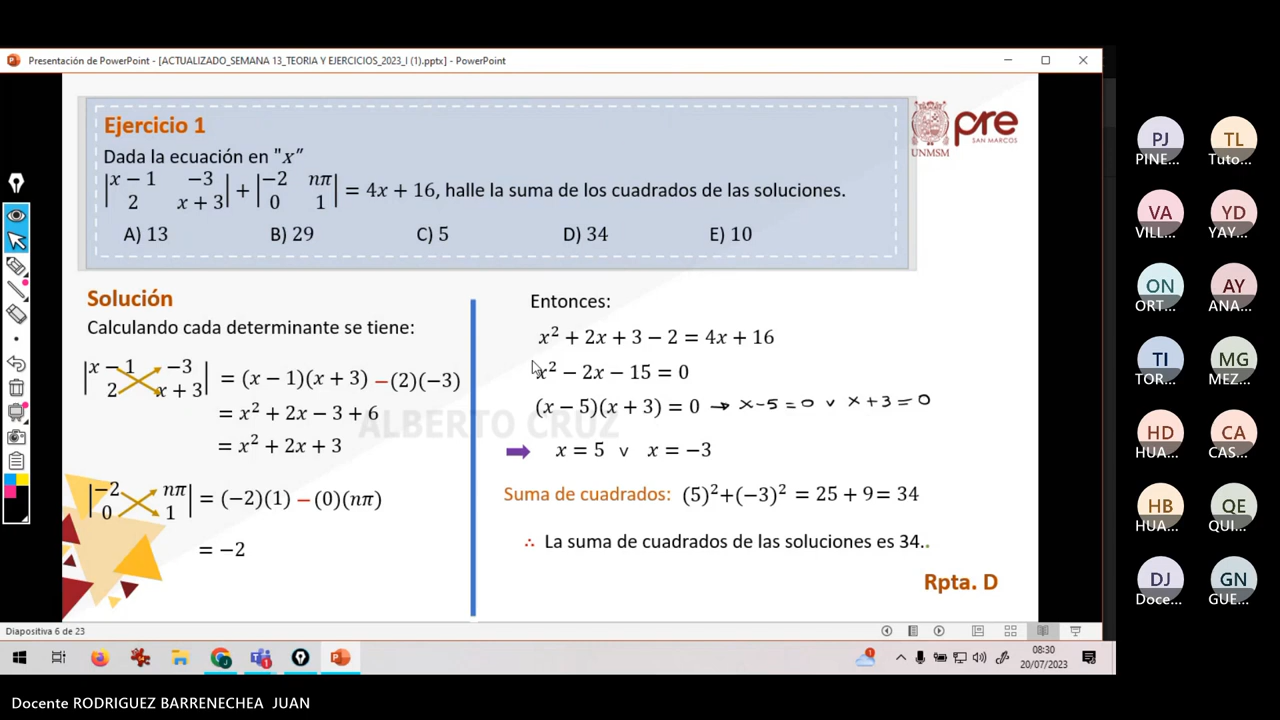 Presentación de PowerPoint - [ACTUALIZADO_SEMANA 13_TEORIA Y EJERCICIOS_2023_I (1).pptx] - PowerPoint
Ejercicio 1
pre
SAN MARCOS
UNMSM
Dada la ecuación en "x"
|x − 1 −3| + |−2 nπ| = 4x + 16, halle la suma de los cuadrados de las soluciones.
|2 x + 3| |0 1|
A) 13 B) 29 C) 5 D) 34 E) 10
Solución
Calculando cada determinante se tiene:
|x − 1 −3| = (x − 1)(x + 3) − (2)(−3)
|2 x + 3|
= x² + 2x − 3 + 6
= x² + 2x + 3
|−2 nπ| = (−2)(1) − (0)(nπ)
|0 1|
= −2
Entonces:
x² + 2x + 3 − 2 = 4x + 16
x² − 2x − 15 = 0
(x − 5)(x + 3) = 0 → x-5 = 0 ∨ x+3 = 0
x = 5 ∨ x = −3
Suma de cuadrados: (5)²+(−3)² = 25 + 9 = 34
∴ La suma de cuadrados de las soluciones es 34..
Rpta. D
ALBERTO CRUZ
Diapositiva 6 de 23
08:30
20/07/2023
PJ TL
PINE... Tuto...
VA YD
VILL... YAY...
ON AY
ORT... ANA...
TI MG
TOR... MEZ...
HD CA
HUA... CAS...
HB QE
HUA... QUI...
DJ GN
Doce... GUE...
Docente RODRIGUEZ BARRENECHEA JUAN